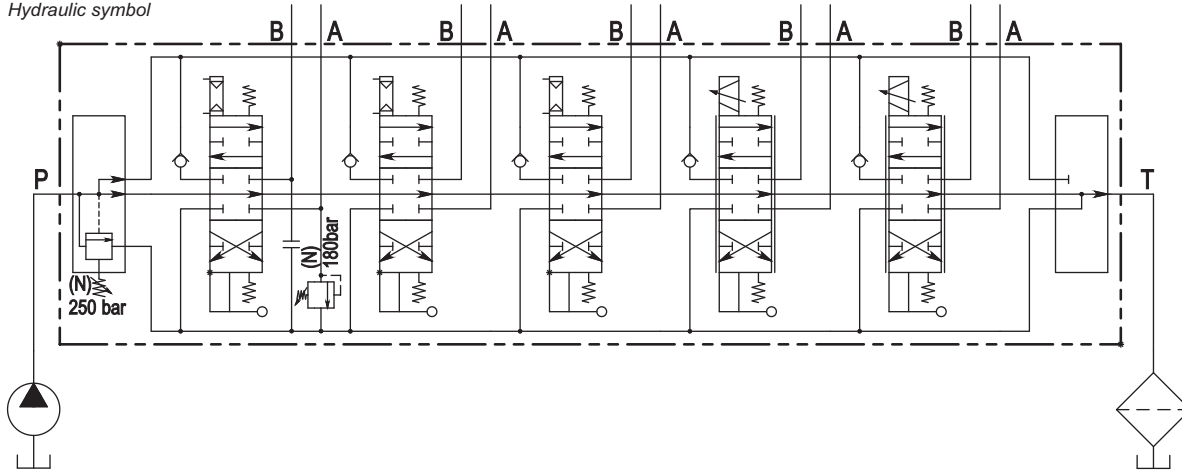 Hydraulic symbol
B A B A B A B A B A
P
T
(N)
250 bar
(N)
180bar